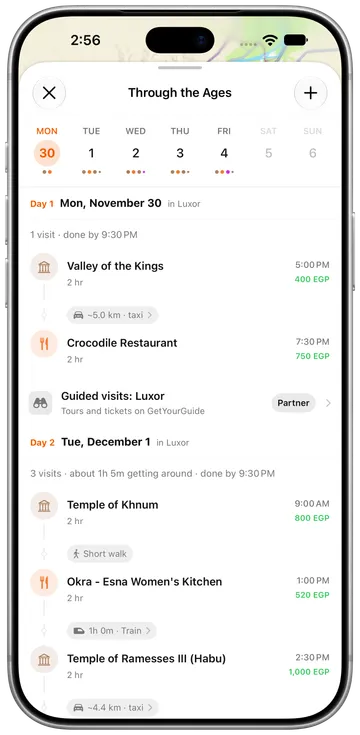 2:56
Through the Ages
MON TUE WED THU FRI SAT SUN
30 1 2 3 4 5 6
Day 1 Mon, November 30 in Luxor
1 visit · done by 9:30 PM
Valley of the Kings 5:00 PM
2 hr 400 EGP
~5.0 km · taxi
Crocodile Restaurant 7:30 PM
2 hr 750 EGP
Guided visits: Luxor
Tours and tickets on GetYourGuide
Partner
Day 2 Tue, December 1 in Luxor
3 visits · about 1h 5m getting around · done by 9:30 PM
Temple of Khnum 9:00 AM
2 hr 800 EGP
Short walk
Okra - Esna Women's Kitchen 1:00 PM
2 hr 520 EGP
1h 0m · Train
Temple of Ramesses III (Habu) 2:30 PM
2 hr 1,000 EGP
~4.4 km · taxi